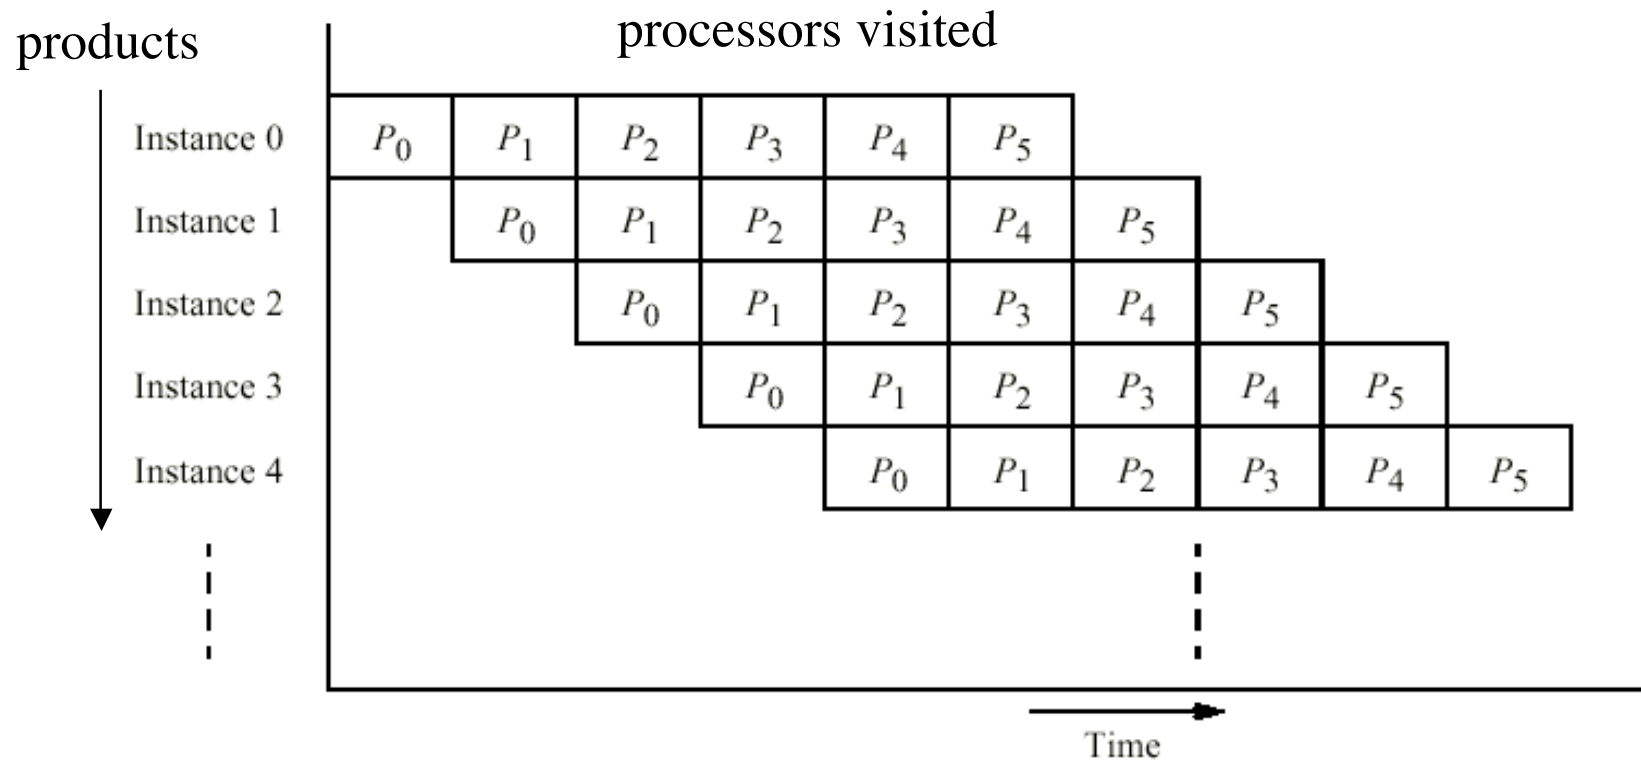 products
processors visited
Instance 0 P0 P1 P2 P3 P4 P5
Instance 1 P0 P1 P2 P3 P4 P5
Instance 2 P0 P1 P2 P3 P4 P5
Instance 3 P0 P1 P2 P3 P4 P5
Instance 4 P0 P1 P2 P3 P4 P5
Time